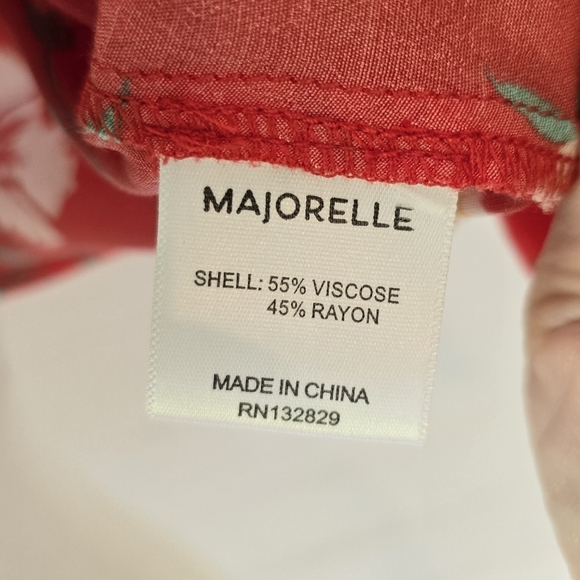 MAJORELLE
SHELL: 55% VISCOSE
45% RAYON
MADE IN CHINA
RN132829